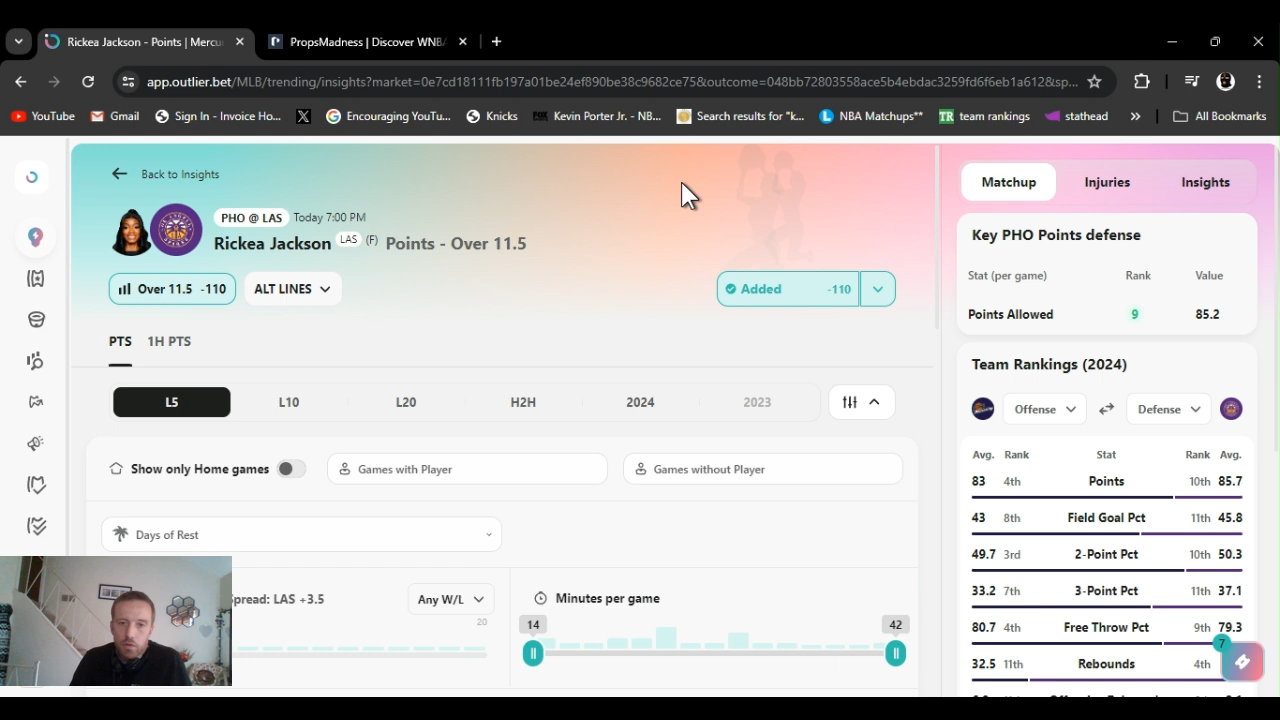 Rickea Jackson - Points | Mercu
PropsMadness | Discover WNBA
app.outlier.bet/MLB/trending/insights?market=0e7cd18111fb197a01be24ef890be38c9682ce75&outcome=048bb72803558ace5b4ebdac3259fd6f6eb1a612&sp...
YouTube Gmail Sign In - Invoice Ho... X Encouraging YouTu... Knicks Kevin Porter Jr. - NB... Search results for "k... NBA Matchups** TR team rankings stathead » All Bookmarks
Back to Insights
PHO @ LAS Today 7:00 PM
Rickea Jackson LAS (F) Points - Over 11.5
Over 11.5 -110 ALT LINES
Added -110
PTS 1H PTS
L5 L10 L20 H2H 2024 2023
Show only Home games Games with Player Games without Player
Days of Rest
Spread: LAS +3.5 Any W/L
20
Minutes per game
14 42
Matchup Injuries Insights
Key PHO Points defense
Stat (per game) Rank Value
Points Allowed 9 85.2
Team Rankings (2024)
Offense Defense
Avg. Rank Stat Rank Avg.
83 4th Points 10th 85.7
43 8th Field Goal Pct 11th 45.8
49.7 3rd 2-Point Pct 10th 50.3
33.2 7th 3-Point Pct 11th 37.1
80.7 4th Free Throw Pct 9th 79.3
7
32.5 11th Rebounds 4th